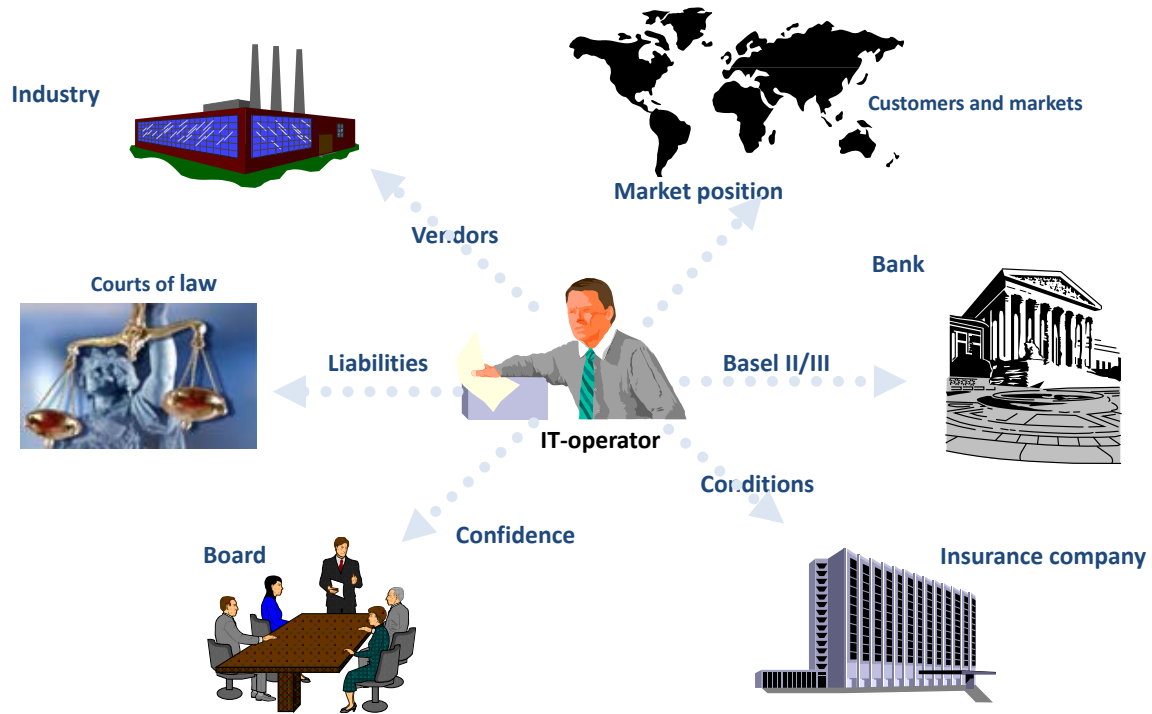 Industry
Customers and markets
Market position
Vendors
Bank
Courts of law
Liabilities
Basel II/III
IT-operator
Conditions
Confidence
Board
Insurance company